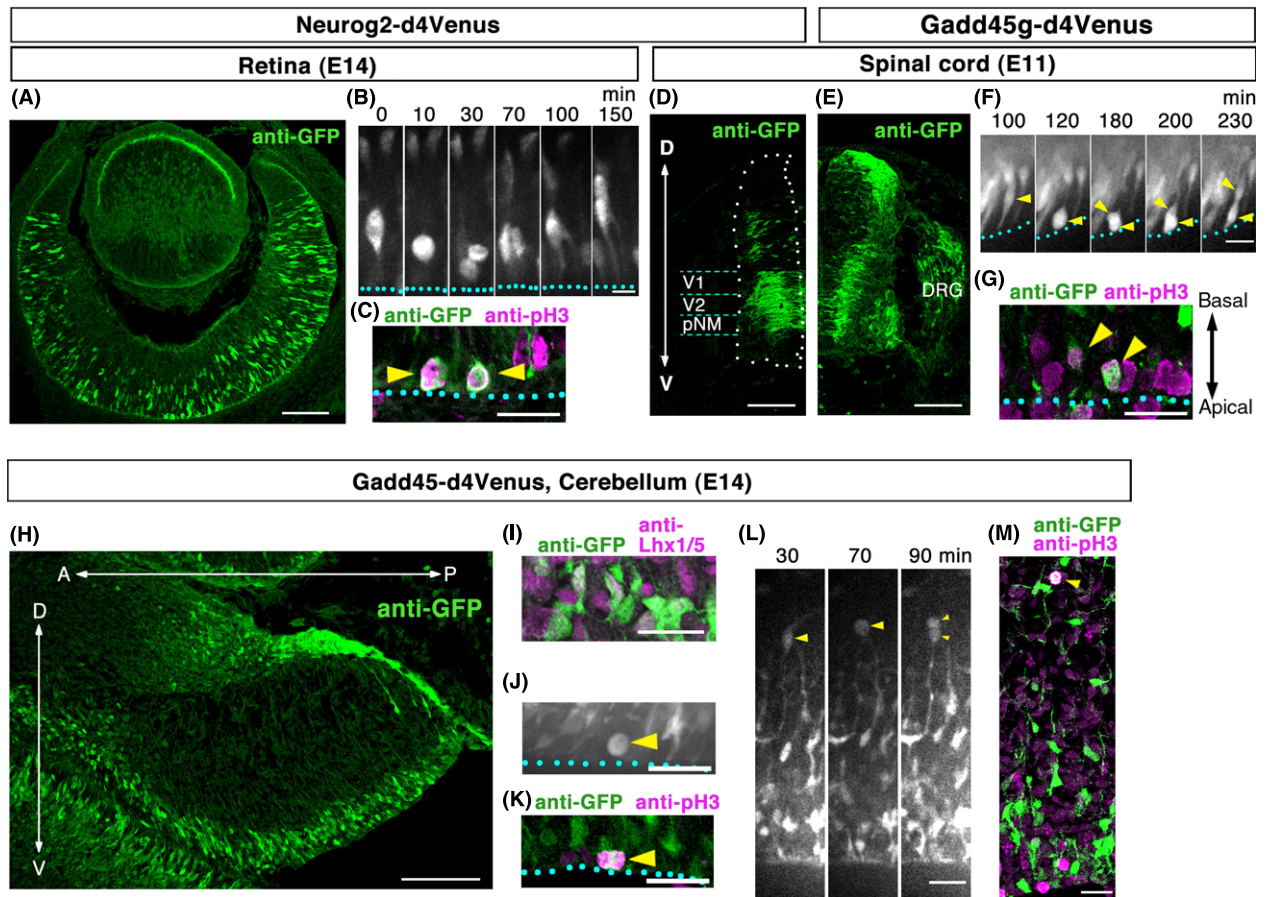 Neurog2-d4Venus
Gadd45g-d4Venus
Retina (E14)
Spinal cord (E11)
(A)
anti-GFP
(B)
min
0 10 30 70 100 150
(C)
anti-GFP anti-pH3
(D)
anti-GFP
D
V1
V2
pNM
V
(E)
anti-GFP
DRG
(F)
min
100 120 180 200 230
(G)
anti-GFP anti-pH3
Basal
Apical
Gadd45-d4Venus, Cerebellum (E14)
(H)
A P
D
anti-GFP
V
(I)
anti-GFP anti-
Lhx1/5
(J)
(K) anti-GFP anti-pH3
(L)
30 70 90 min
(M) anti-GFP
anti-pH3